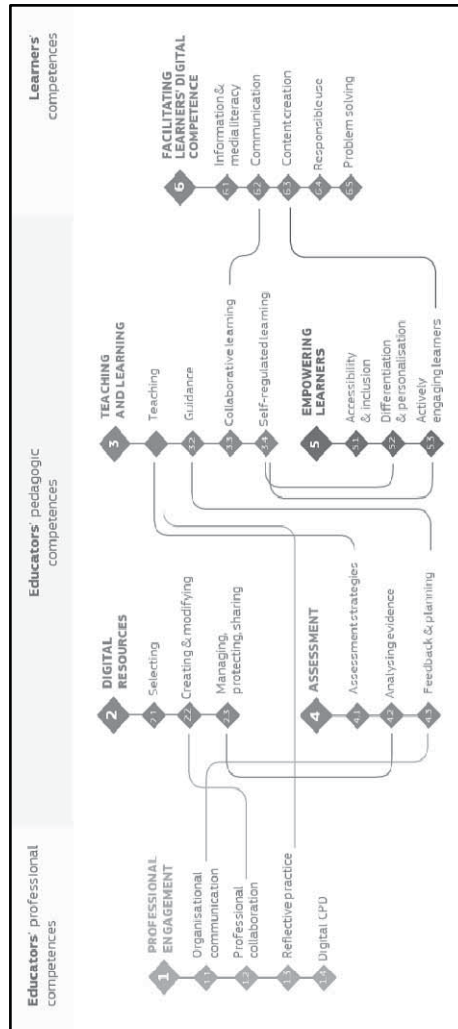 Educators' professional
competences
Educators' pedagogic
competences
Learners'
competences
1
PROFESSIONAL
ENGAGEMENT
1.1
Organisational
communication
1.2
Professional
collaboration
1.3
Reflective practice
1.4
Digital CPD
2
DIGITAL
RESOURCES
2.1
Selecting
2.2
Creating & modifying
2.3
Managing,
protecting, sharing
3
TEACHING
AND LEARNING
Teaching
3.2
Guidance
3.3
Collaborative learning
3.4
Self-regulated learning
4
ASSESSMENT
4.1
Assessment strategies
4.2
Analysing evidence
4.3
Feedback & planning
5
EMPOWERING
LEARNERS
5.1
Accessibility
& inclusion
5.2
Differentiation
& personalisation
5.3
Actively
engaging learners
6
FACILITATING
LEARNERS' DIGITAL
COMPETENCE
6.1
Information &
media literacy
6.2
Communication
6.3
Content creation
6.4
Responsible use
6.5
Problem solving